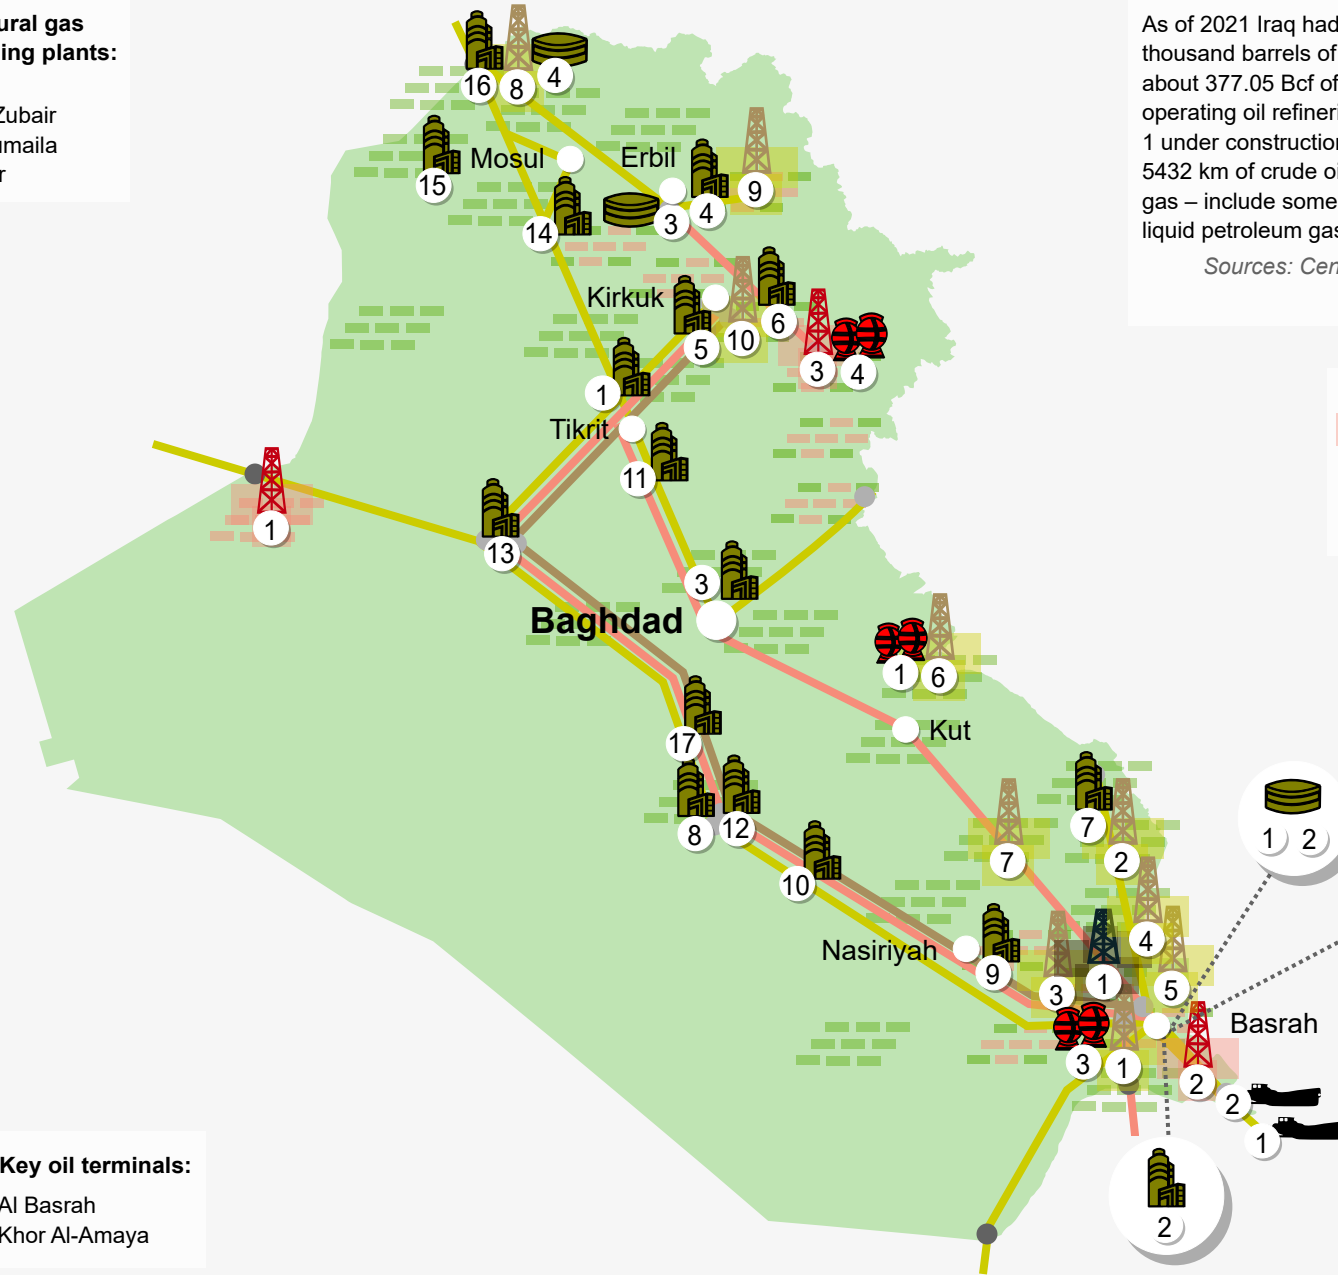 ural gas
ing plants:
Zubair
umaila
r
As of 2021 Iraq had
thousand barrels of
about 377.05 Bcf of
operating oil refineri
1 under construction
5432 km of crude oi
gas – include some
liquid petroleum gas
Sources: Cen
16
8
4
15
Mosul
Erbil
9
14
3
4
Kirkuk
5
10
6
3
4
1
Tikrit
11
1
13
3
Baghdad
1
6
Kut
17
8
12
7
7
2
1 2
10
4
Nasiriyah
9
3
1
5
Basrah
3
1
2
2
1
2
Key oil terminals:
Al Basrah
Khor Al-Amaya